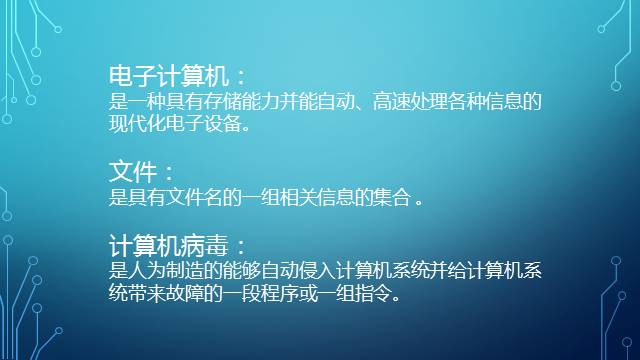 电子计算机：
是一种具有存储能力并能自动、高速处理各种信息的
现代化电子设备。
文件：
是具有文件名的一组相关信息的集合 。
计算机病毒：
是人为制造的能够自动侵入计算机系统并给计算机系
统带来故障的一段程序或一组指令。